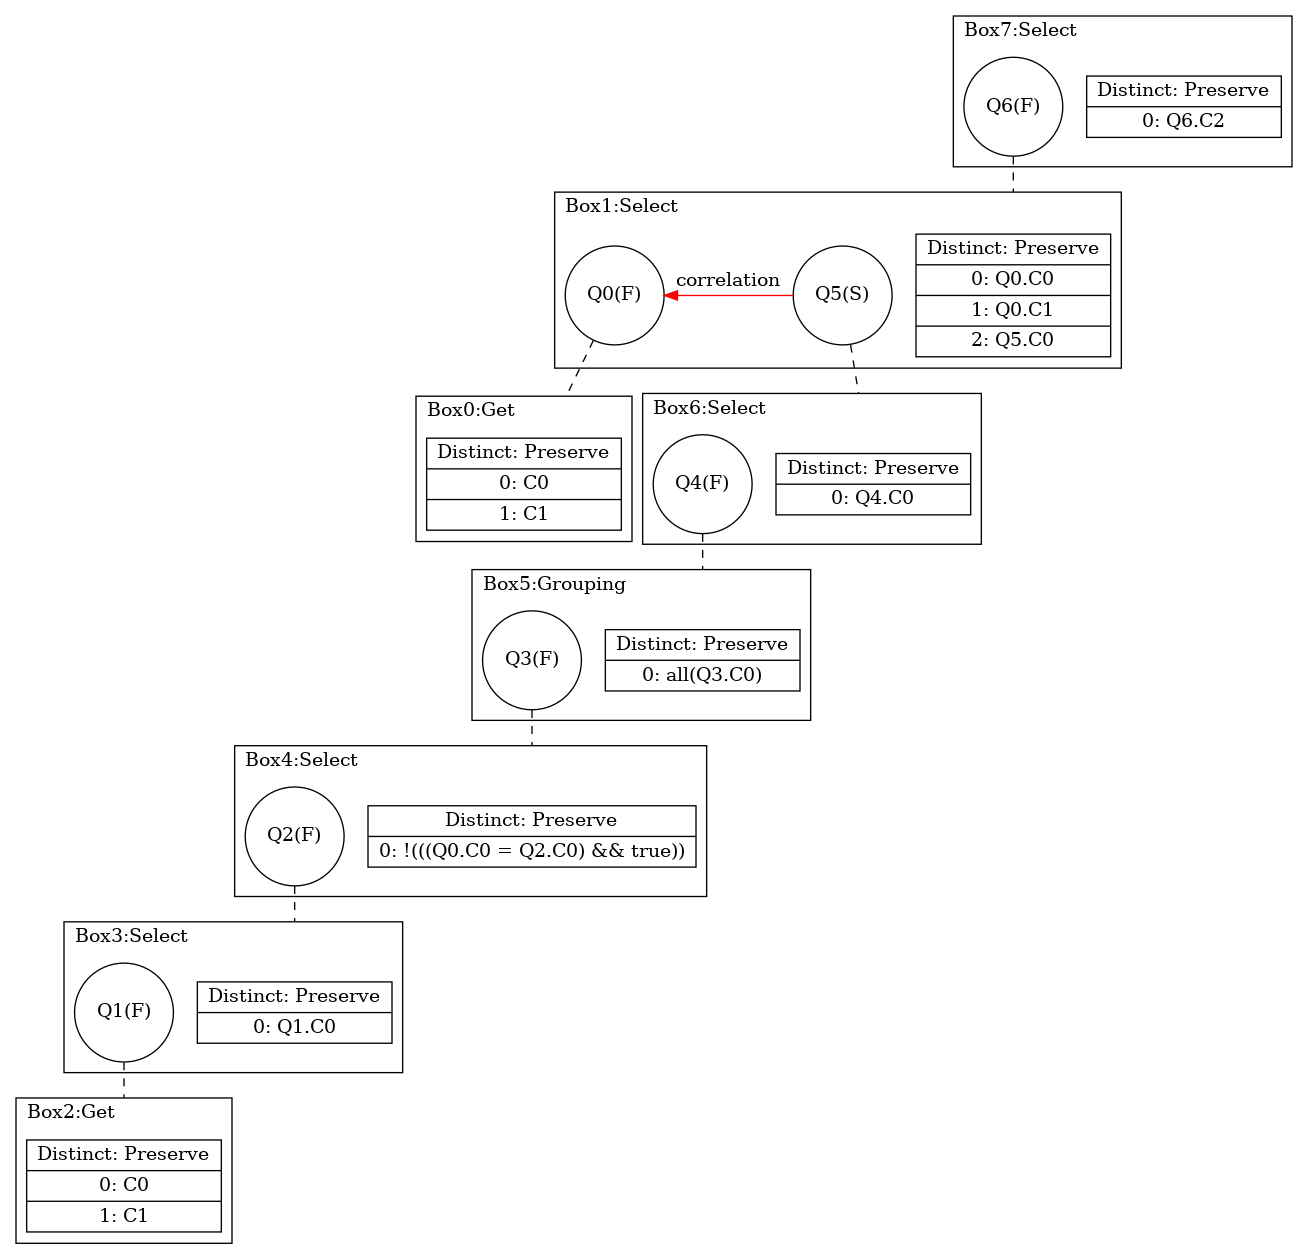 Box7:Select
Q6(F)
Distinct: Preserve
0: Q6.C2
Box1:Select
Q0(F)
correlation
Q5(S)
Distinct: Preserve
0: Q0.C0
1: Q0.C1
2: Q5.C0
Box0:Get
Distinct: Preserve
0: C0
1: C1
Box6:Select
Q4(F)
Distinct: Preserve
0: Q4.C0
Box5:Grouping
Q3(F)
Distinct: Preserve
0: all(Q3.C0)
Box4:Select
Q2(F)
Distinct: Preserve
0: !(((Q0.C0 = Q2.C0) && true))
Box3:Select
Q1(F)
Distinct: Preserve
0: Q1.C0
Box2:Get
Distinct: Preserve
0: C0
1: C1